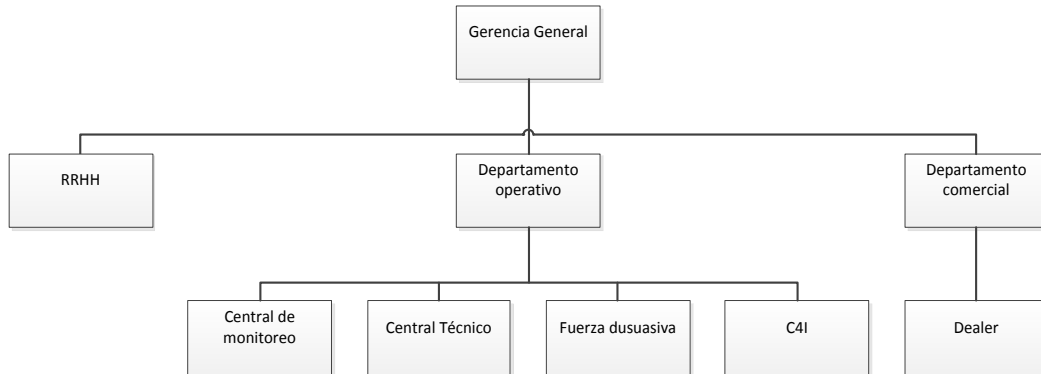 Gerencia General
RRHH
Departamento
operativo
Departamento
comercial
Central de
monitoreo
Central Técnico
Fuerza dusuasiva
C4I
Dealer